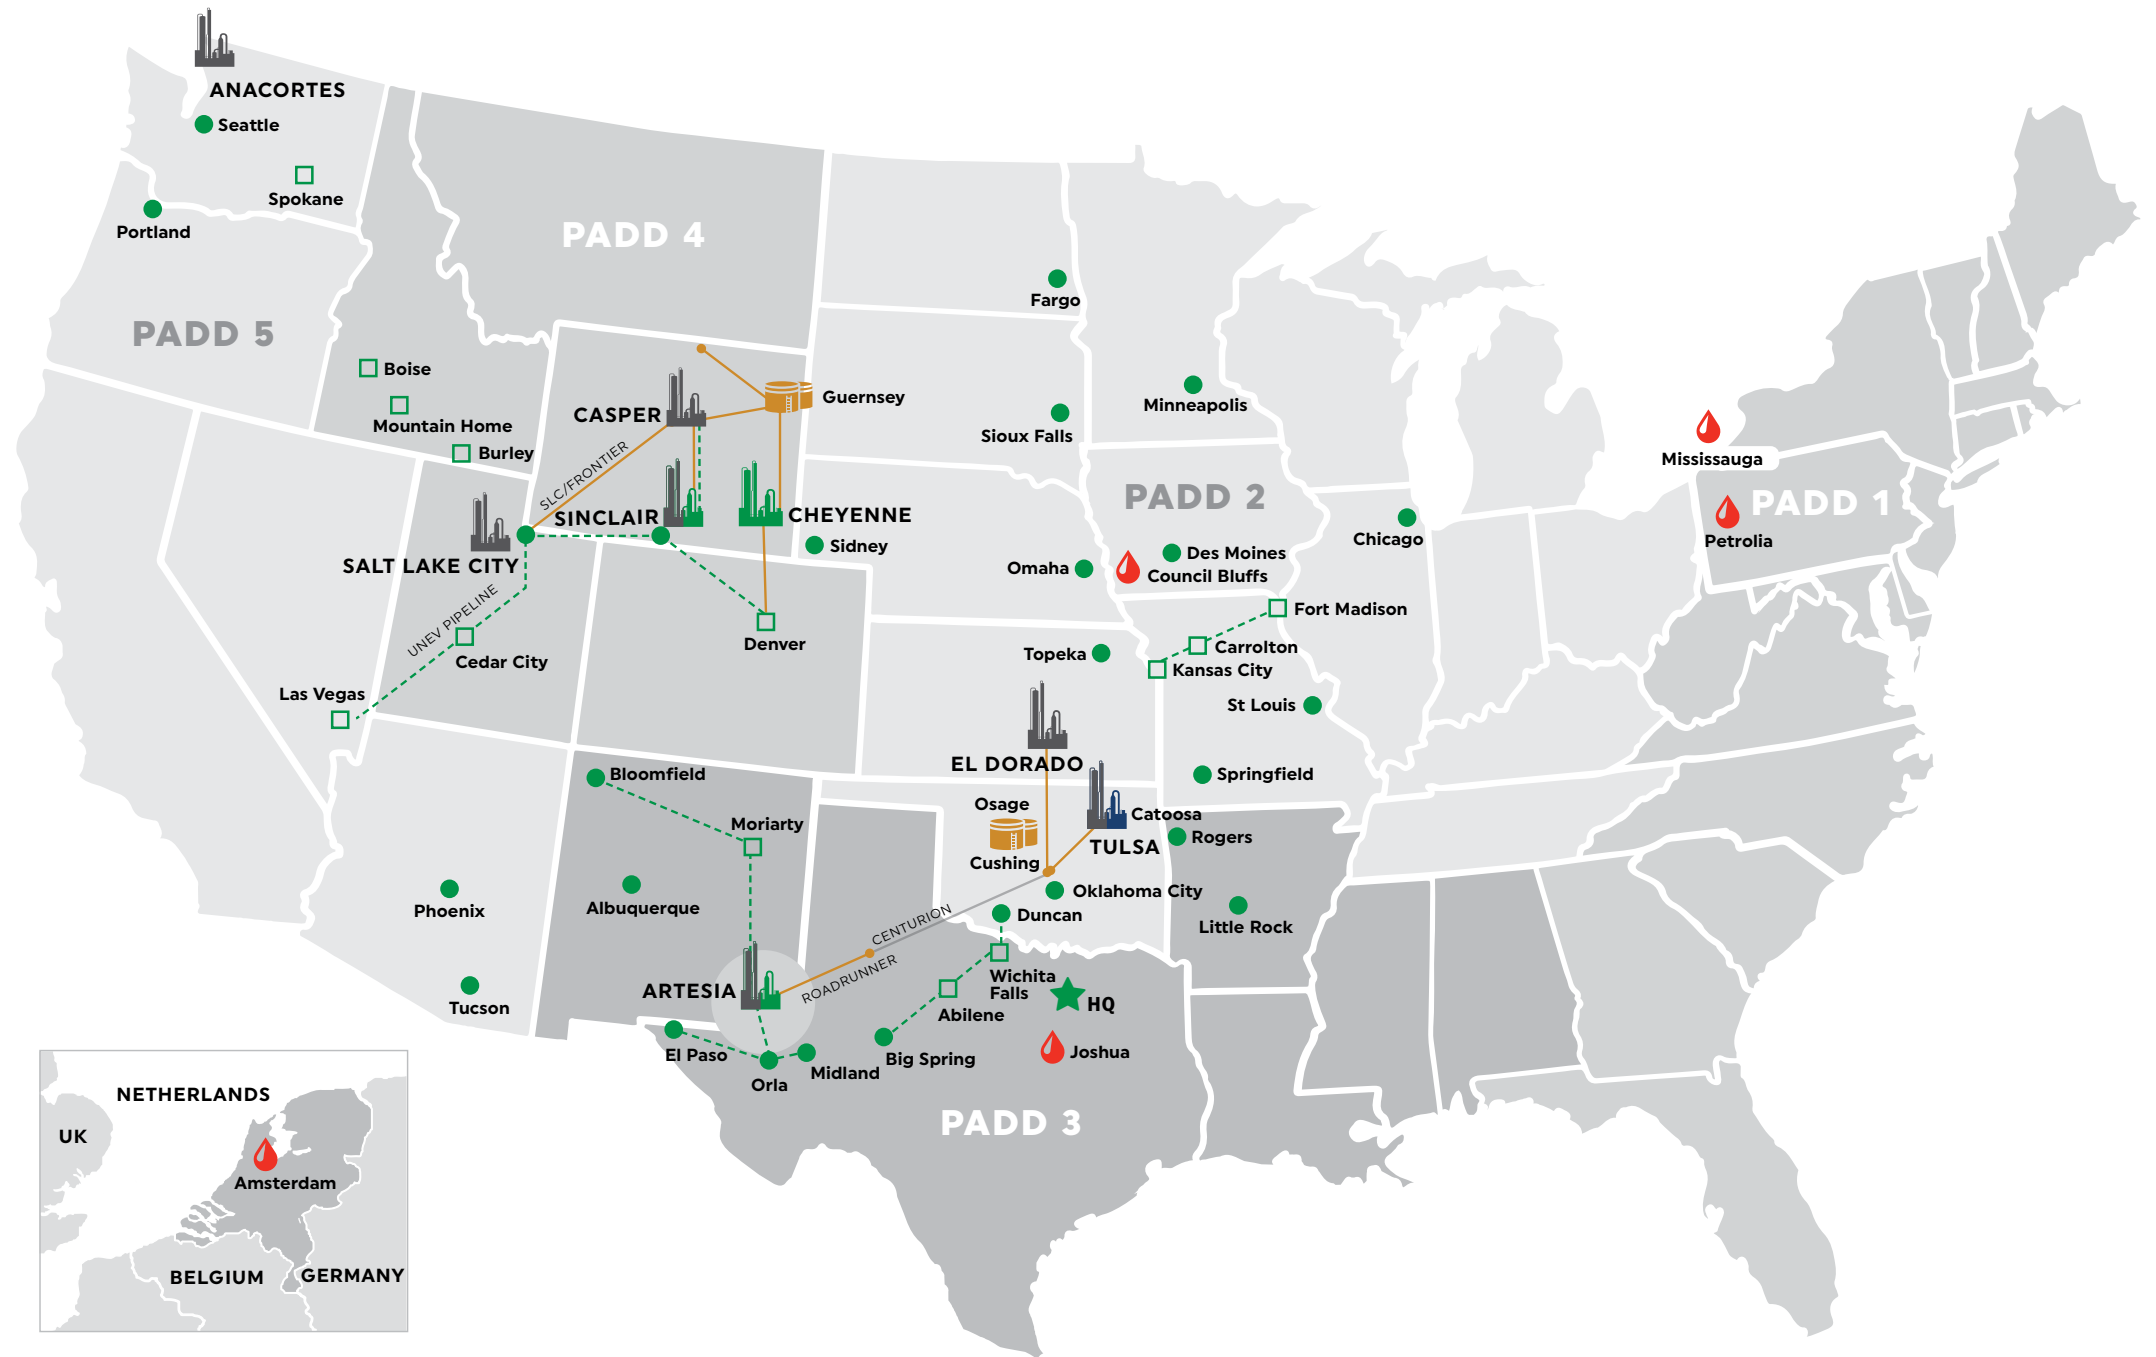 ANACORTES
Seattle
Spokane
Portland
PADD 4
PADD 5
Fargo
Boise
Mountain Home
Burley
CASPER
Guernsey
Minneapolis
Sioux Falls
SLC/FRONTIER
SINCLAIR
CHEYENNE
Sidney
SALT LAKE CITY
UNEV PIPELINE
Cedar City
Las Vegas
Denver
PADD 2
Omaha
Des Moines
Council Bluffs
Chicago
Mississauga
PADD 1
Petrolia
Fort Madison
Carrolton
Kansas City
Topeka
St Louis
EL DORADO
Springfield
Osage
Cushing
Catoosa
TULSA
Rogers
Oklahoma City
Little Rock
Duncan
Bloomfield
Moriarty
Phoenix
Albuquerque
Tucson
ARTESIA
CENTURION
ROADRUNNER
Wichita
Falls
Abilene
HQ
Joshua
Big Spring
El Paso
Orla
Midland
PADD 3
NETHERLANDS
UK
Amsterdam
BELGIUM
GERMANY